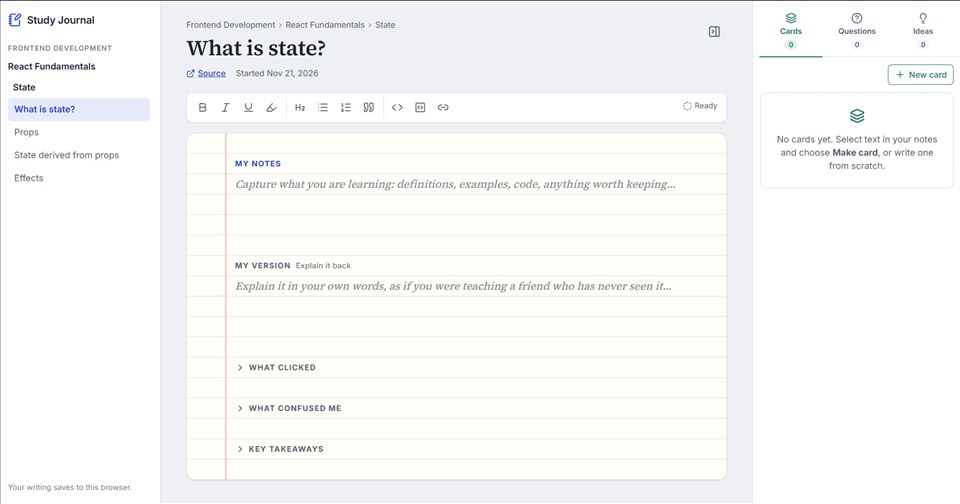 Study Journal
FRONTEND DEVELOPMENT
React Fundamentals
State
What is state?
Props
State derived from props
Effects
Your writing saves to this browser.
Frontend Development › React Fundamentals › State
What is state?
Source Started Nov 21, 2026
B I U H2 Ready
MY NOTES
Capture what you are learning: definitions, examples, code, anything worth keeping...
MY VERSION Explain it back
Explain it in your own words, as if you were teaching a friend who has never seen it...
WHAT CLICKED
WHAT CONFUSED ME
KEY TAKEAWAYS
Cards Questions Ideas
0 0 0
+ New card
No cards yet. Select text in your notes
and choose Make card, or write one
from scratch.